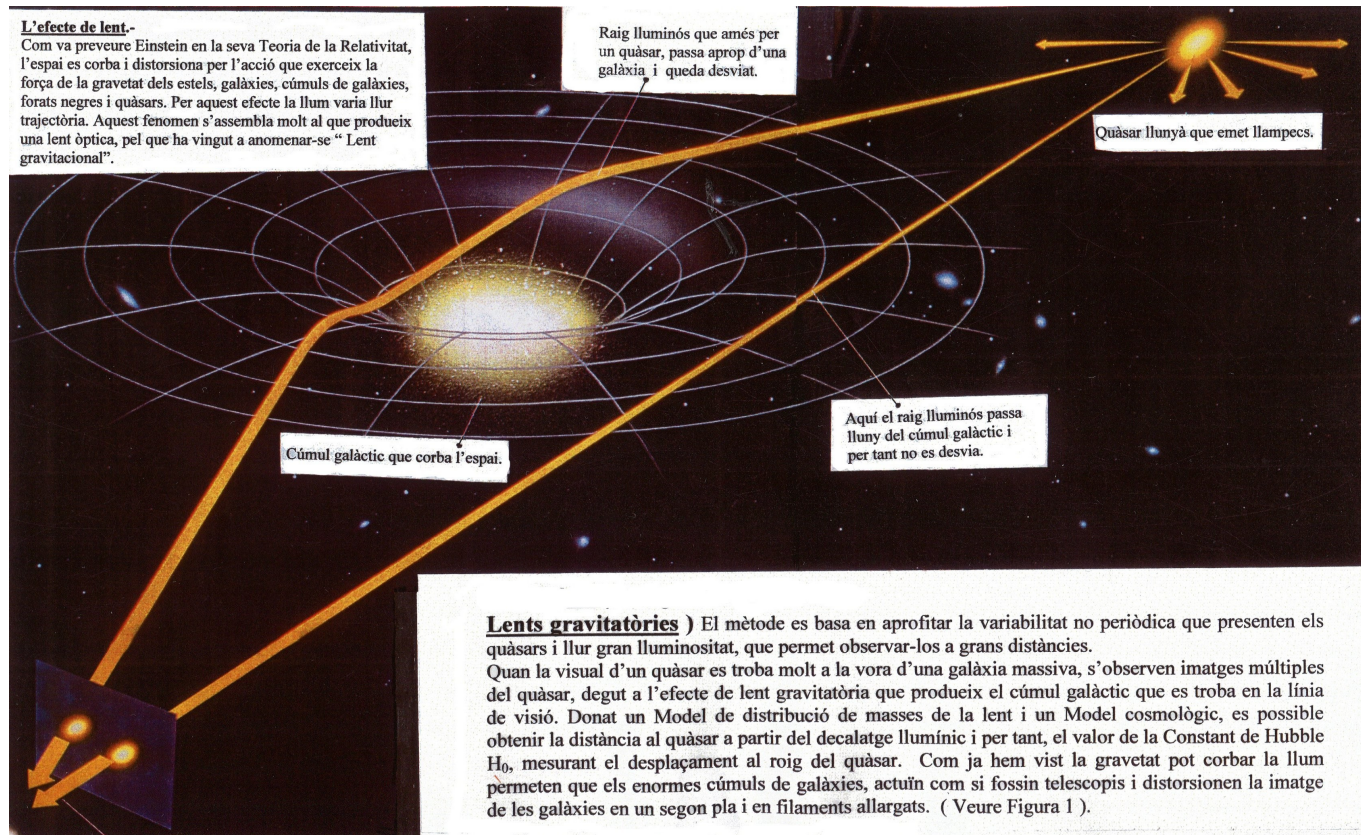 L'efecte de lent.-
Com va preveure Einstein en la seva Teoria de la Relativitat,
l'espai es corba i distorsiona per l'acció que exerceix la
força de la gravetat dels estels, galàxies, cúmuls de galàxies,
forats negres i quàsars. Per aquest efecte la llum varia llur
trajectòria. Aquest fenomen s'assembla molt al que produeix
una lent òptica, pel que ha vingut a anomenar-se “ Lent
gravitacional”.
Raig lluminós que amés per
un quàsar, passa aprop d'una
galàxia i queda desviat.
Quàsar llunyà que emet llampecs.
Aquí el raig lluminós passa
lluny del cúmul galàctic i
per tant no es desvia.
Cúmul galàctic que corba l'espai.
Lents gravitatòries ) El mètode es basa en aprofitar la variabilitat no periòdica que presenten els
quàsars i llur gran lluminositat, que permet observar-los a grans distàncies.
Quan la visual d'un quàsar es troba molt a la vora d'una galàxia massiva, s'observen imatges múltiples
del quàsar, degut a l'efecte de lent gravitatòria que produeix el cúmul galàctic que es troba en la línia
de visió. Donat un Model de distribució de masses de la lent i un Model cosmològic, es possible
obtenir la distància al quàsar a partir del decalatge llumínic i per tant, el valor de la Constant de Hubble
H₀, mesurant el desplaçament al roig del quàsar. Com ja hem vist la gravetat pot corbar la llum
permeten que els enormes cúmuls de galàxies, actuïn com si fossin telescopis i distorsionen la imatge
de les galàxies en un segon pla i en filaments allargats. ( Veure Figura 1 ).